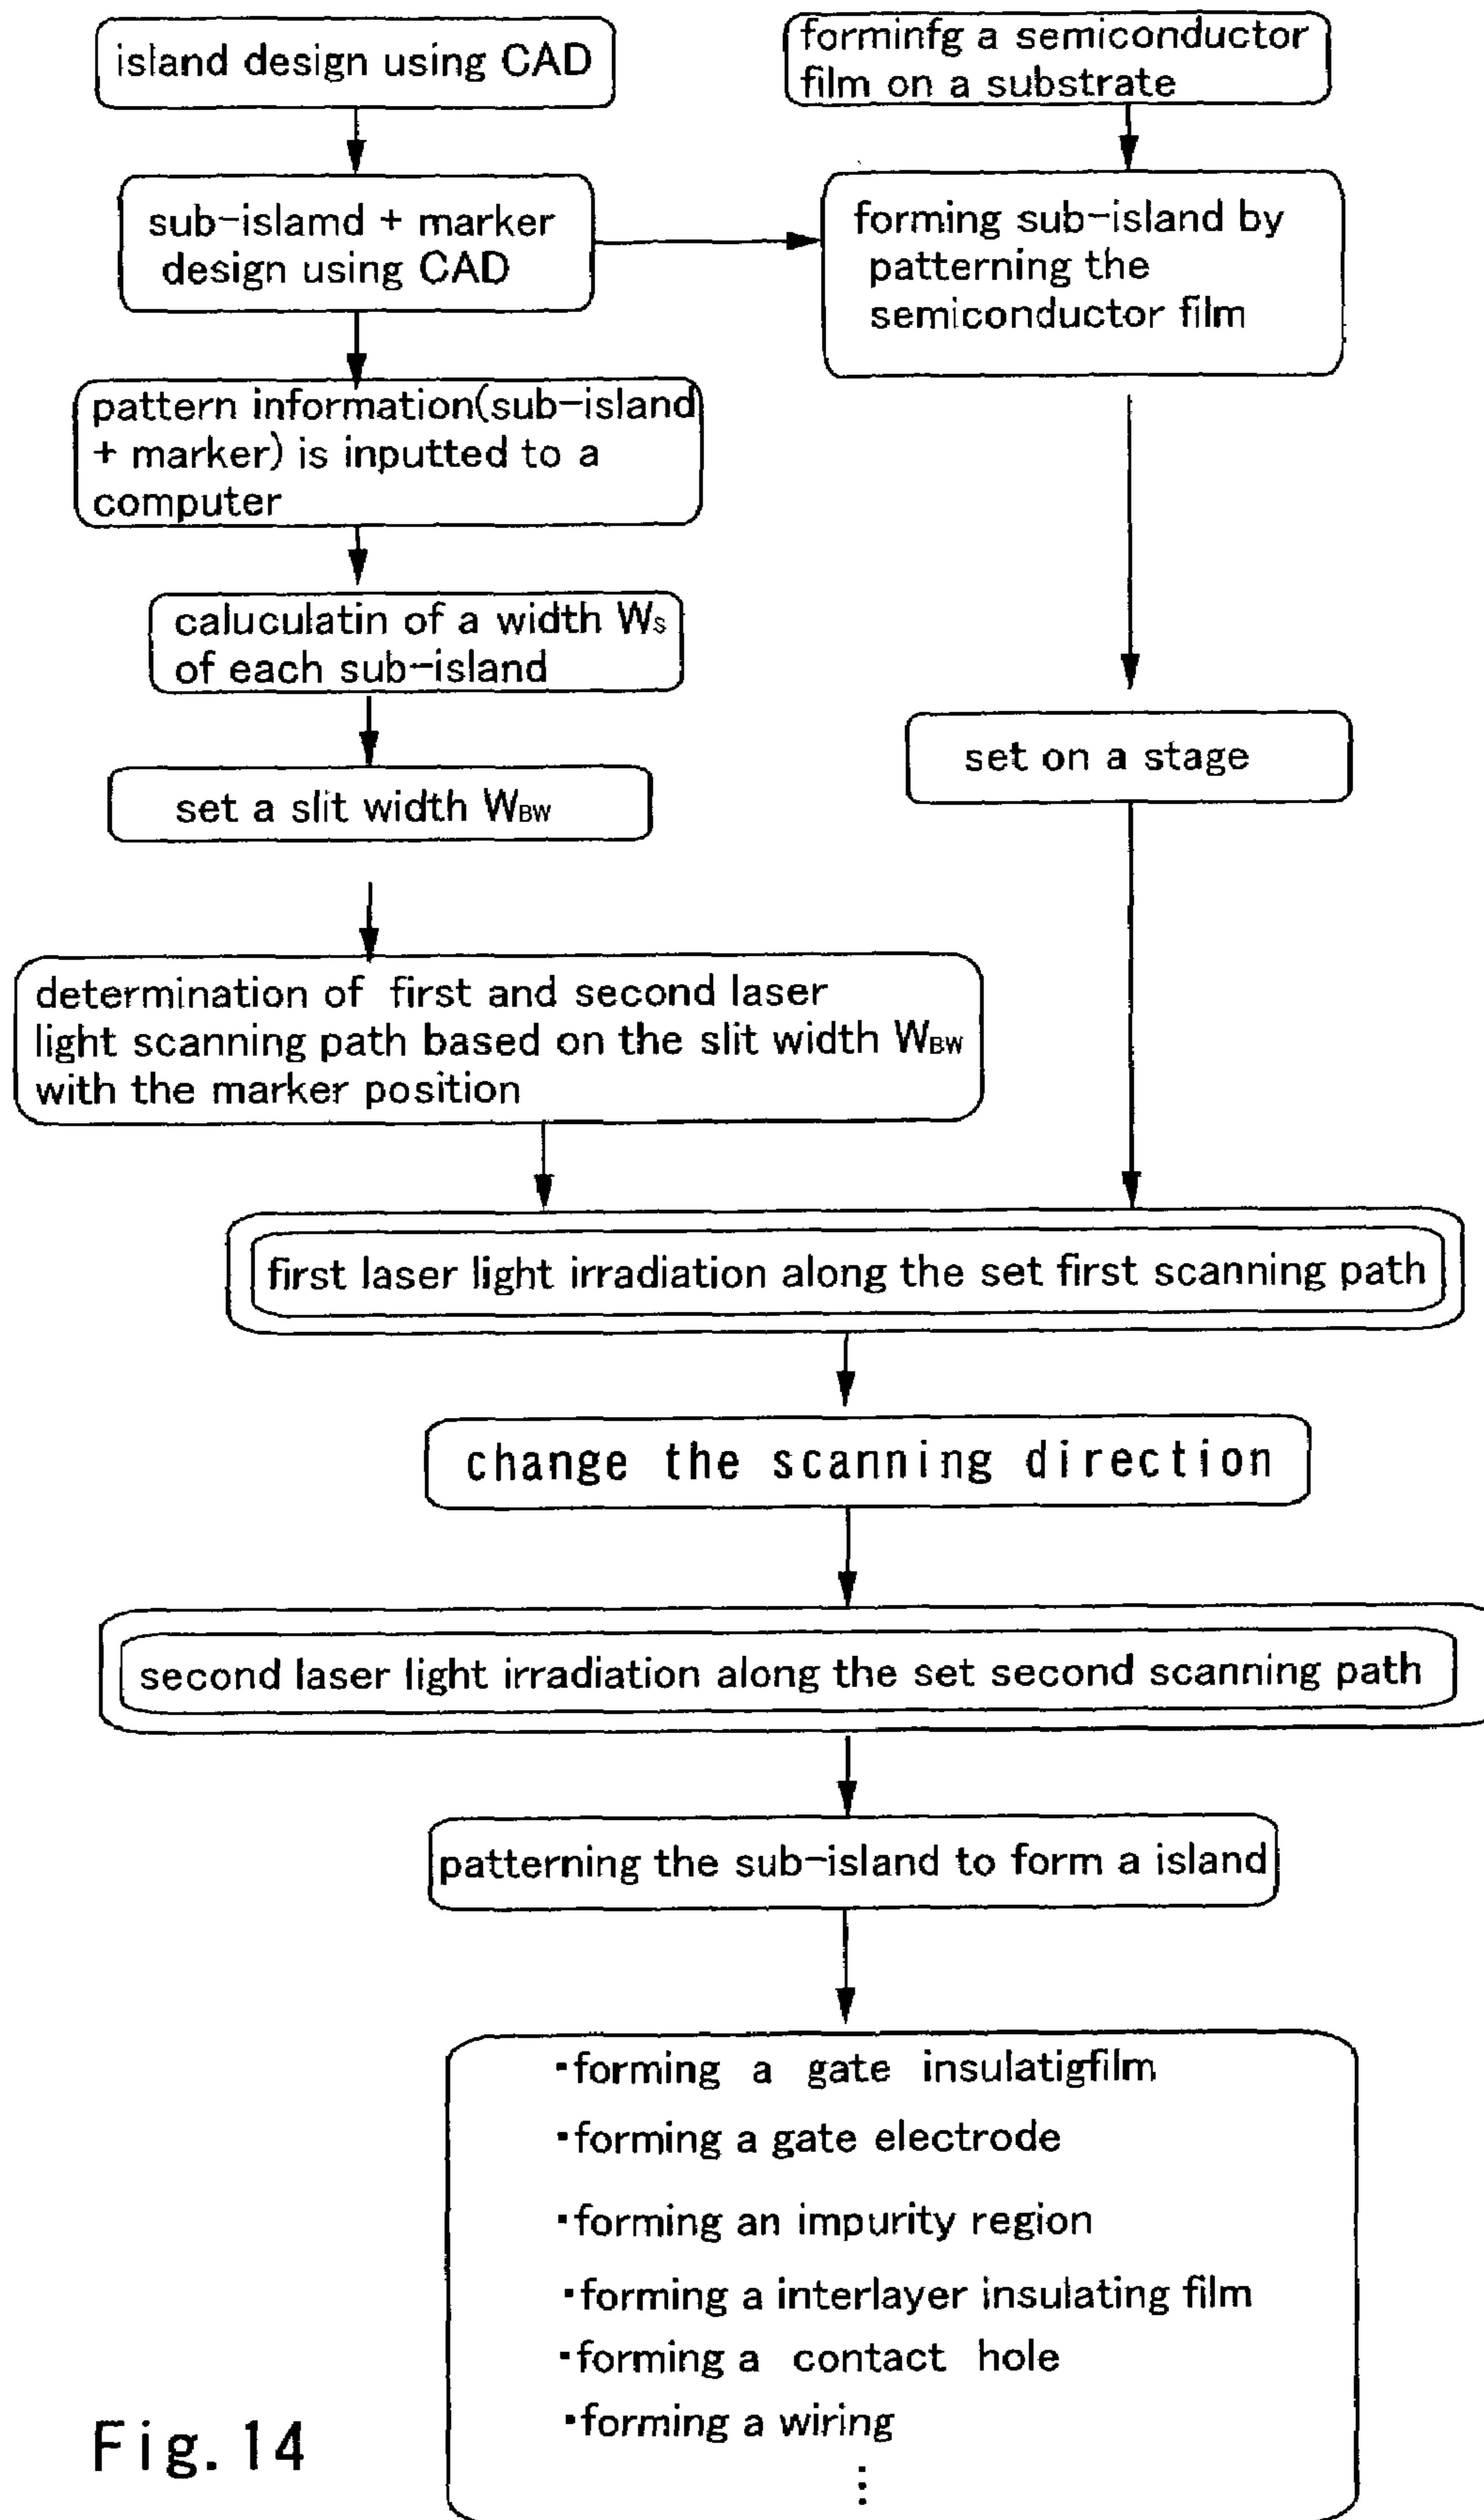 island design using CAD
forminfg a semiconductor
film on a substrate
sub-islamd + marker
design using CAD
forming sub-island by
patterning the
semiconductor film
pattern information(sub-island
+ marker) is inputted to a
computer
caluculatin of a width Ws
of each sub-island
set on a stage
set a slit width WBW
determination of first and second laser
light scanning path based on the slit width WBW
with the marker position
first laser light irradiation along the set first scanning path
change the scanning direction
second laser light irradiation along the set second scanning path
patterning the sub-island to form a island
･forming a gate insulatigfilm
･forming a gate electrode
･forming an impurity region
･forming a interlayer insulating film
･forming a contact hole
･forming a wiring
⋮
Fig.14